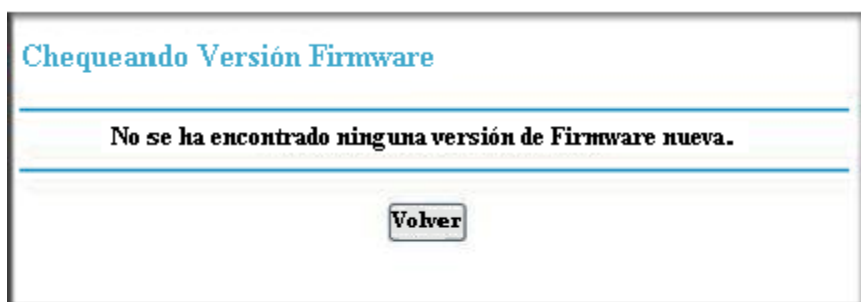 Chequeando Versión Firmware
No se ha encontrado ninguna versión de Firmware nueva.
Volver